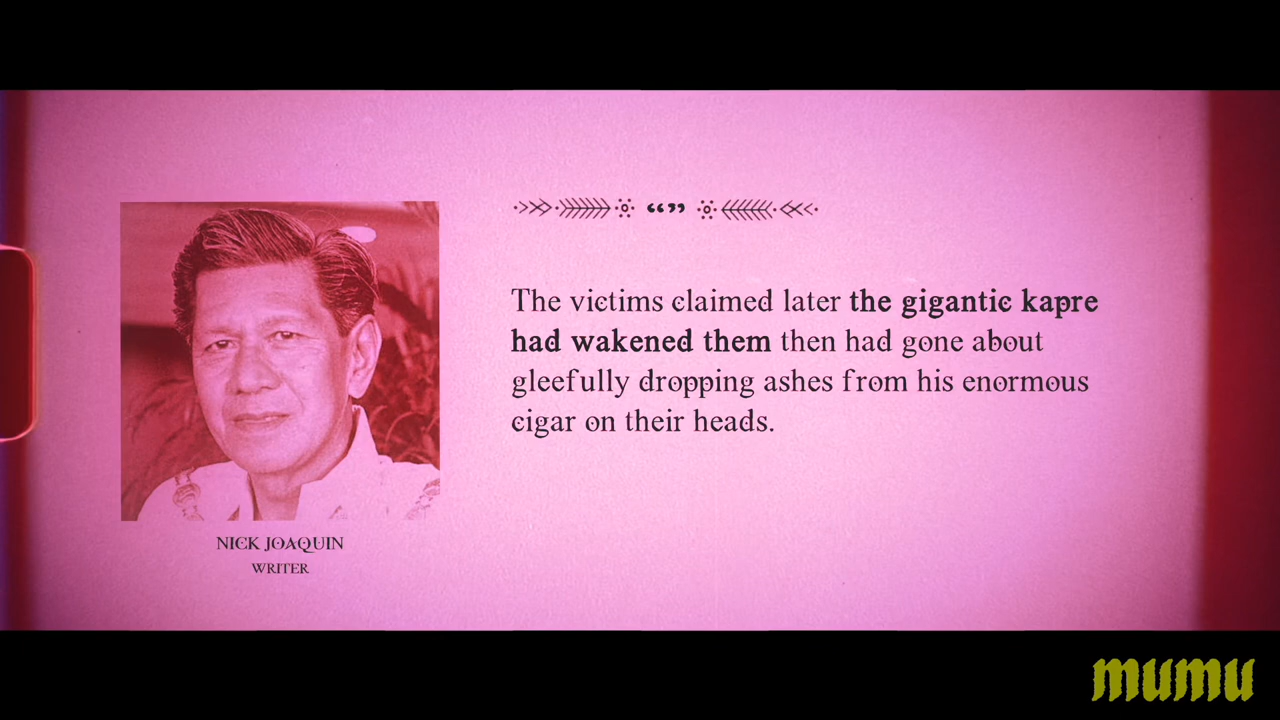 “”
The victims claimed later the gigantic kapre
had wakened them then had gone about
gleefully dropping ashes from his enormous
cigar on their heads.
NICK JOAQUIN
WRITER
mumu